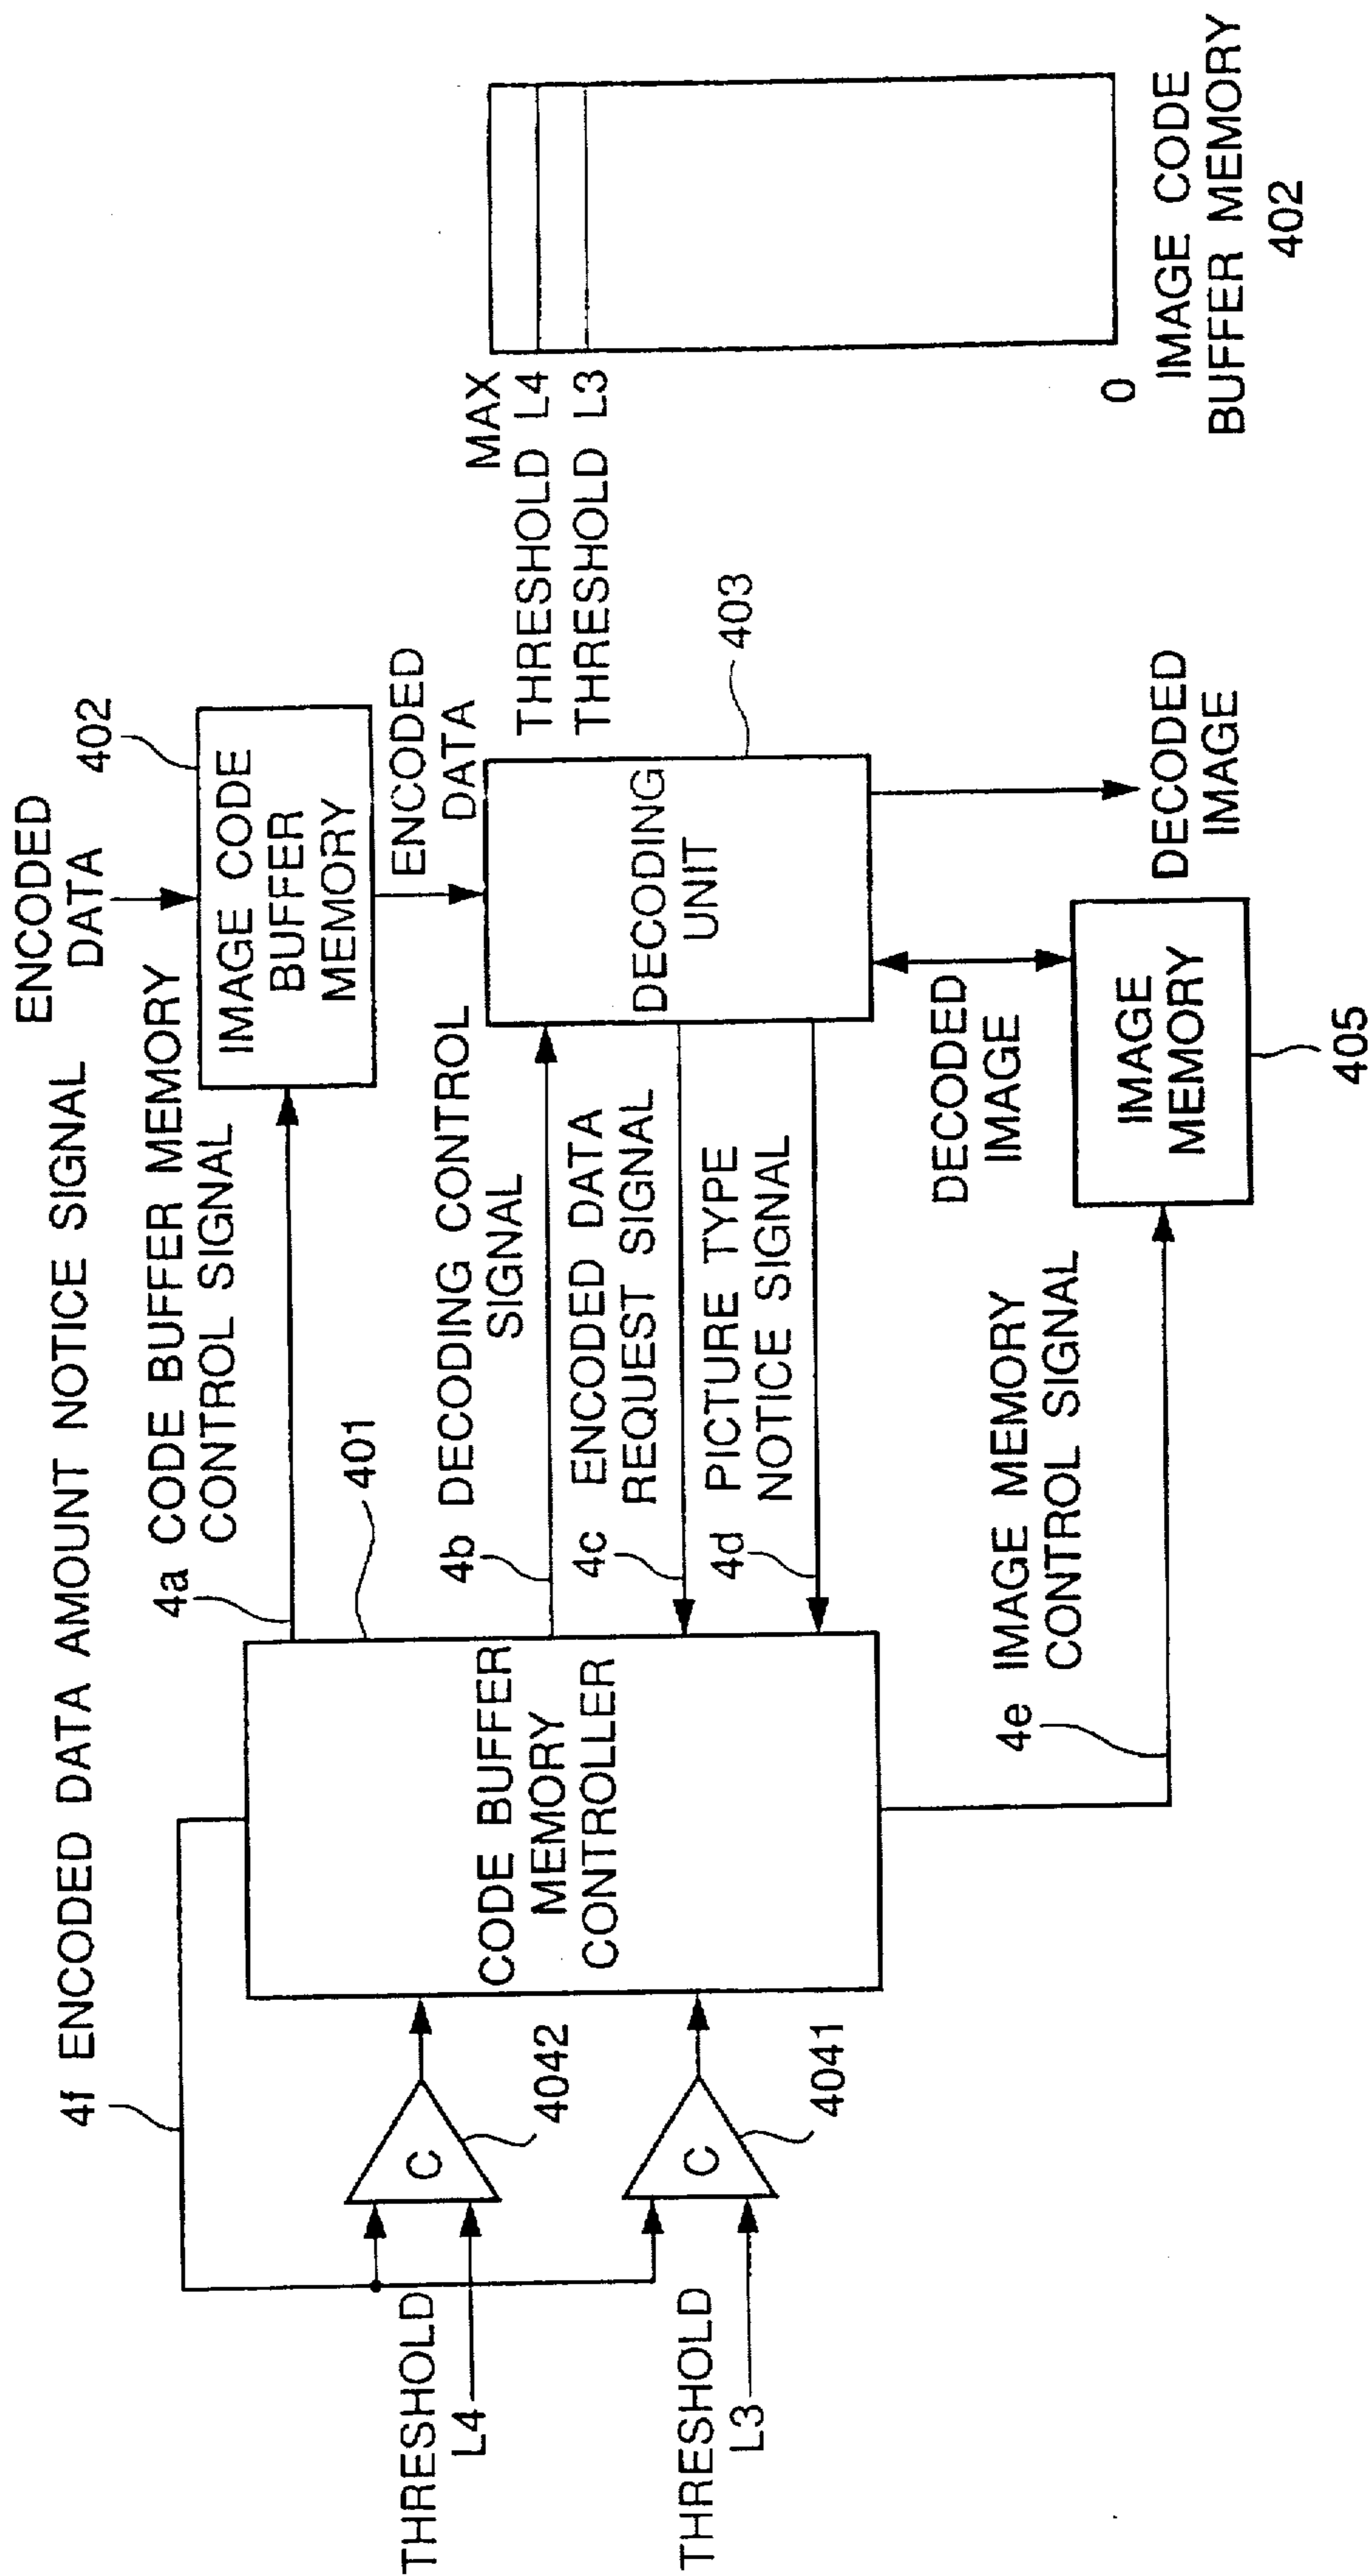 4f ENCODED DATA AMOUNT NOTICE SIGNAL
ENCODED
DATA
402
4a CODE BUFFER MEMORY
CONTROL SIGNAL
IMAGE CODE
BUFFER
MEMORY
ENCODED
DATA
401
CODE BUFFER
MEMORY
CONTROLLER
4b DECODING CONTROL
SIGNAL
4c ENCODED DATA
REQUEST SIGNAL
4d PICTURE TYPE
NOTICE SIGNAL
DECODING
UNIT
403
THRESHOLD
L4
C
4042
THRESHOLD
L3
C
4041
4e IMAGE MEMORY
CONTROL SIGNAL
DECODED
IMAGE
IMAGE
MEMORY
405
DECODED
IMAGE
MAX
THRESHOLD L4
THRESHOLD L3
0
IMAGE CODE
BUFFER MEMORY
402